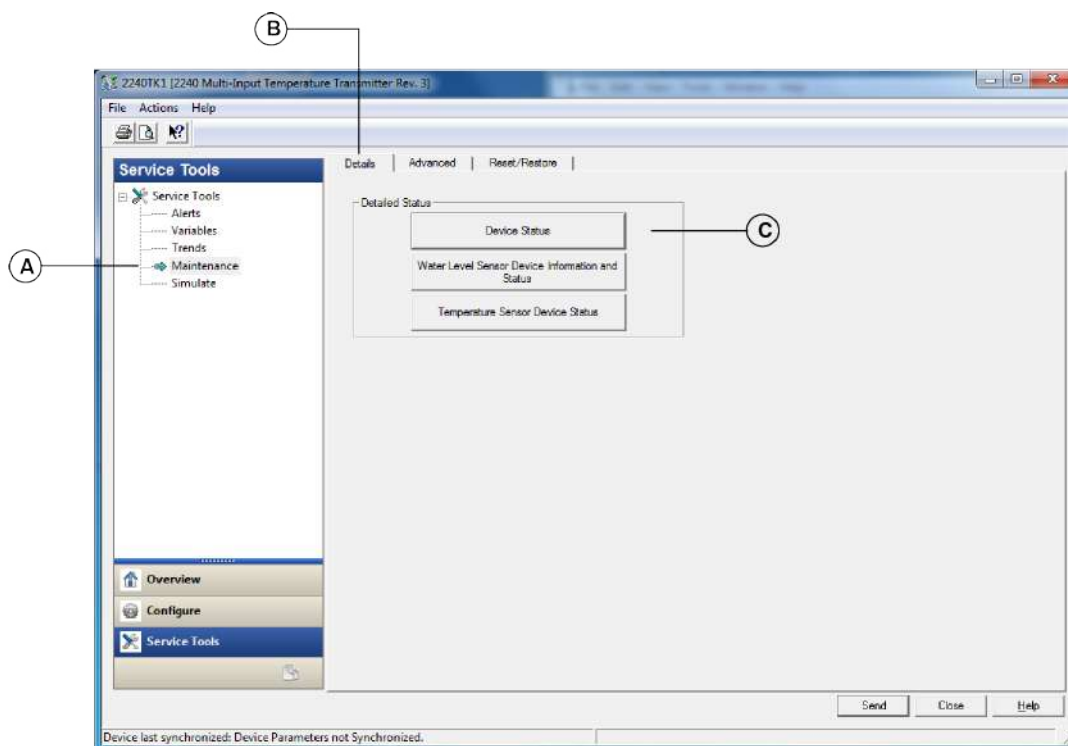 B
2240TK1 [2240 Multi-Input Temperature Transmitter Rev. 3]
File Actions Help
Service Tools
Service Tools
Alerts
Variables
Trends
Maintenance
Simulate
A
Details Advanced Reset/Restore
Detailed Status
Device Status
C
Water Level Sensor Device Information and
Status
Temperature Sensor Device Status
Overview
Configure
Service Tools
Send Close Help
Device last synchronized: Device Parameters not Synchronized.